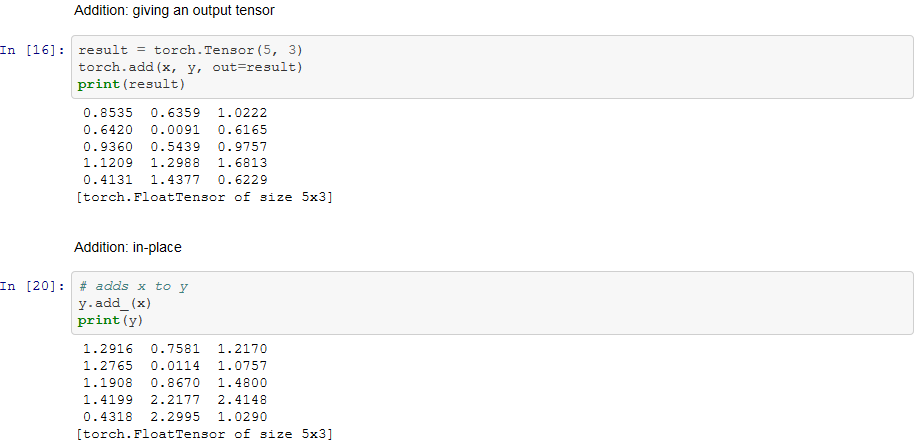 Addition: giving an output tensor
In [16]: result = torch.Tensor(5, 3)
torch.add(x, y, out=result)
print(result)
0.8535 0.6359 1.0222
0.6420 0.0091 0.6165
0.9360 0.5439 0.9757
1.1209 1.2988 1.6813
0.4131 1.4377 0.6229
[torch.FloatTensor of size 5x3]
Addition: in-place
In [20]: # adds x to y
y.add_(x)
print(y)
1.2916 0.7581 1.2170
1.2765 0.0114 1.0757
1.1908 0.8670 1.4800
1.4199 2.2177 2.4148
0.4318 2.2995 1.0290
[torch.FloatTensor of size 5x3]